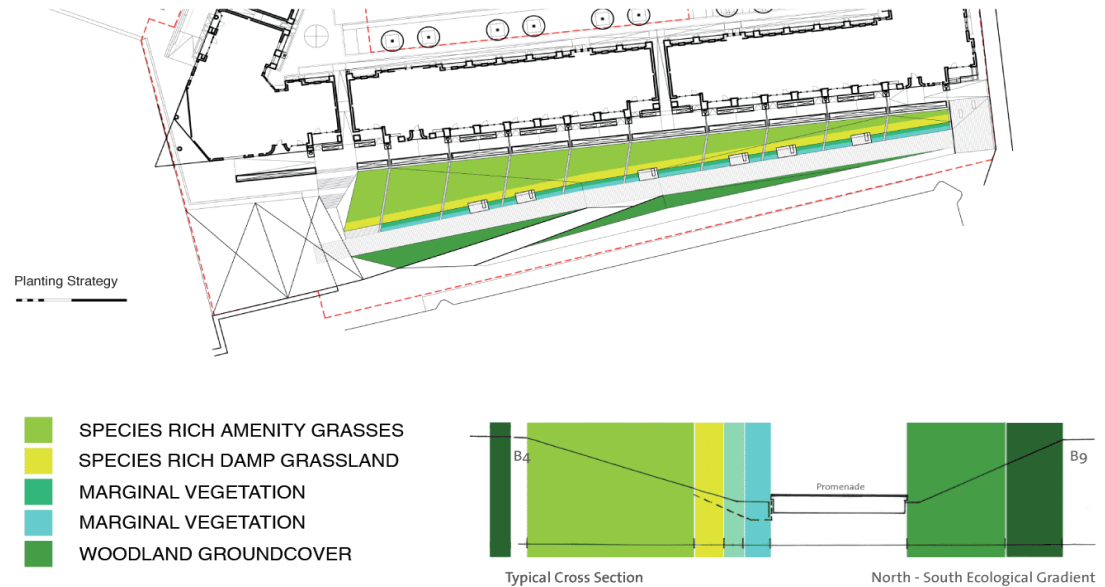 Planting Strategy
SPECIES RICH AMENITY GRASSES
SPECIES RICH DAMP GRASSLAND
MARGINAL VEGETATION
MARGINAL VEGETATION
WOODLAND GROUNDCOVER
B4
Promenade
B9
Typical Cross Section
North - South Ecological Gradient